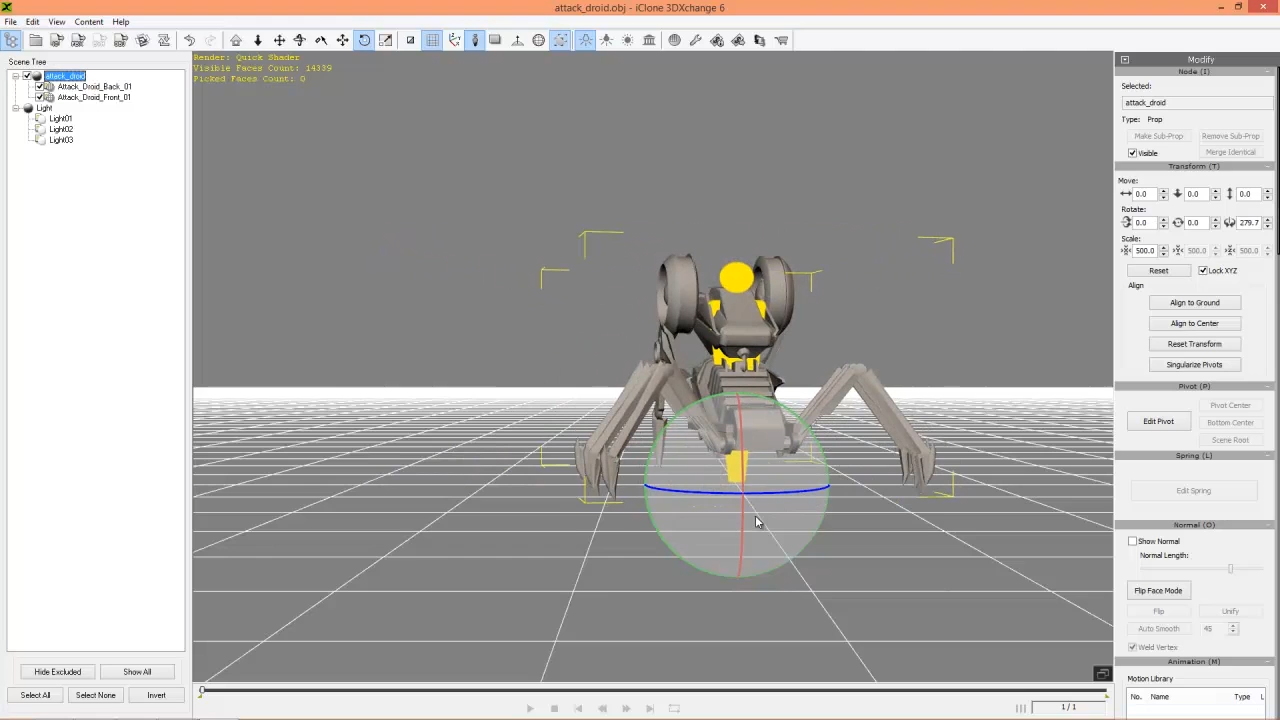 attack_droid.obj - iClone 3DXchange 6
File Edit View Content Help
Scene Tree
attack_droid
Attack_Droid_Back_01
Attack_Droid_Front_01
Light
Light01
Light02
Light03
Hide Excluded Show All
Select All Select None Invert
Render: Quick Shader
Visible Faces Count: 14339
Picked Faces Count: 0
1 / 1
Modify
Node (I)
Selected:
attack_droid
Type: Prop
Make Sub-Prop Remove Sub-Prop
Visible Merge Identical
Transform (T)
Move:
0.0 0.0 0.0
Rotate:
0.0 0.0 279.7
Scale:
500.0 500.0 500.0
Reset Lock XYZ
Align
Align to Ground
Align to Center
Reset Transform
Singularize Pivots
Pivot (P)
Pivot Center
Edit Pivot Bottom Center
Scene Root
Spring (L)
Edit Spring
Normal (O)
Show Normal
Normal Length:
Flip Face Mode
Flip Unify
Auto Smooth 45
Weld Vertex
Animation (M)
Motion Library
No. Name Type L